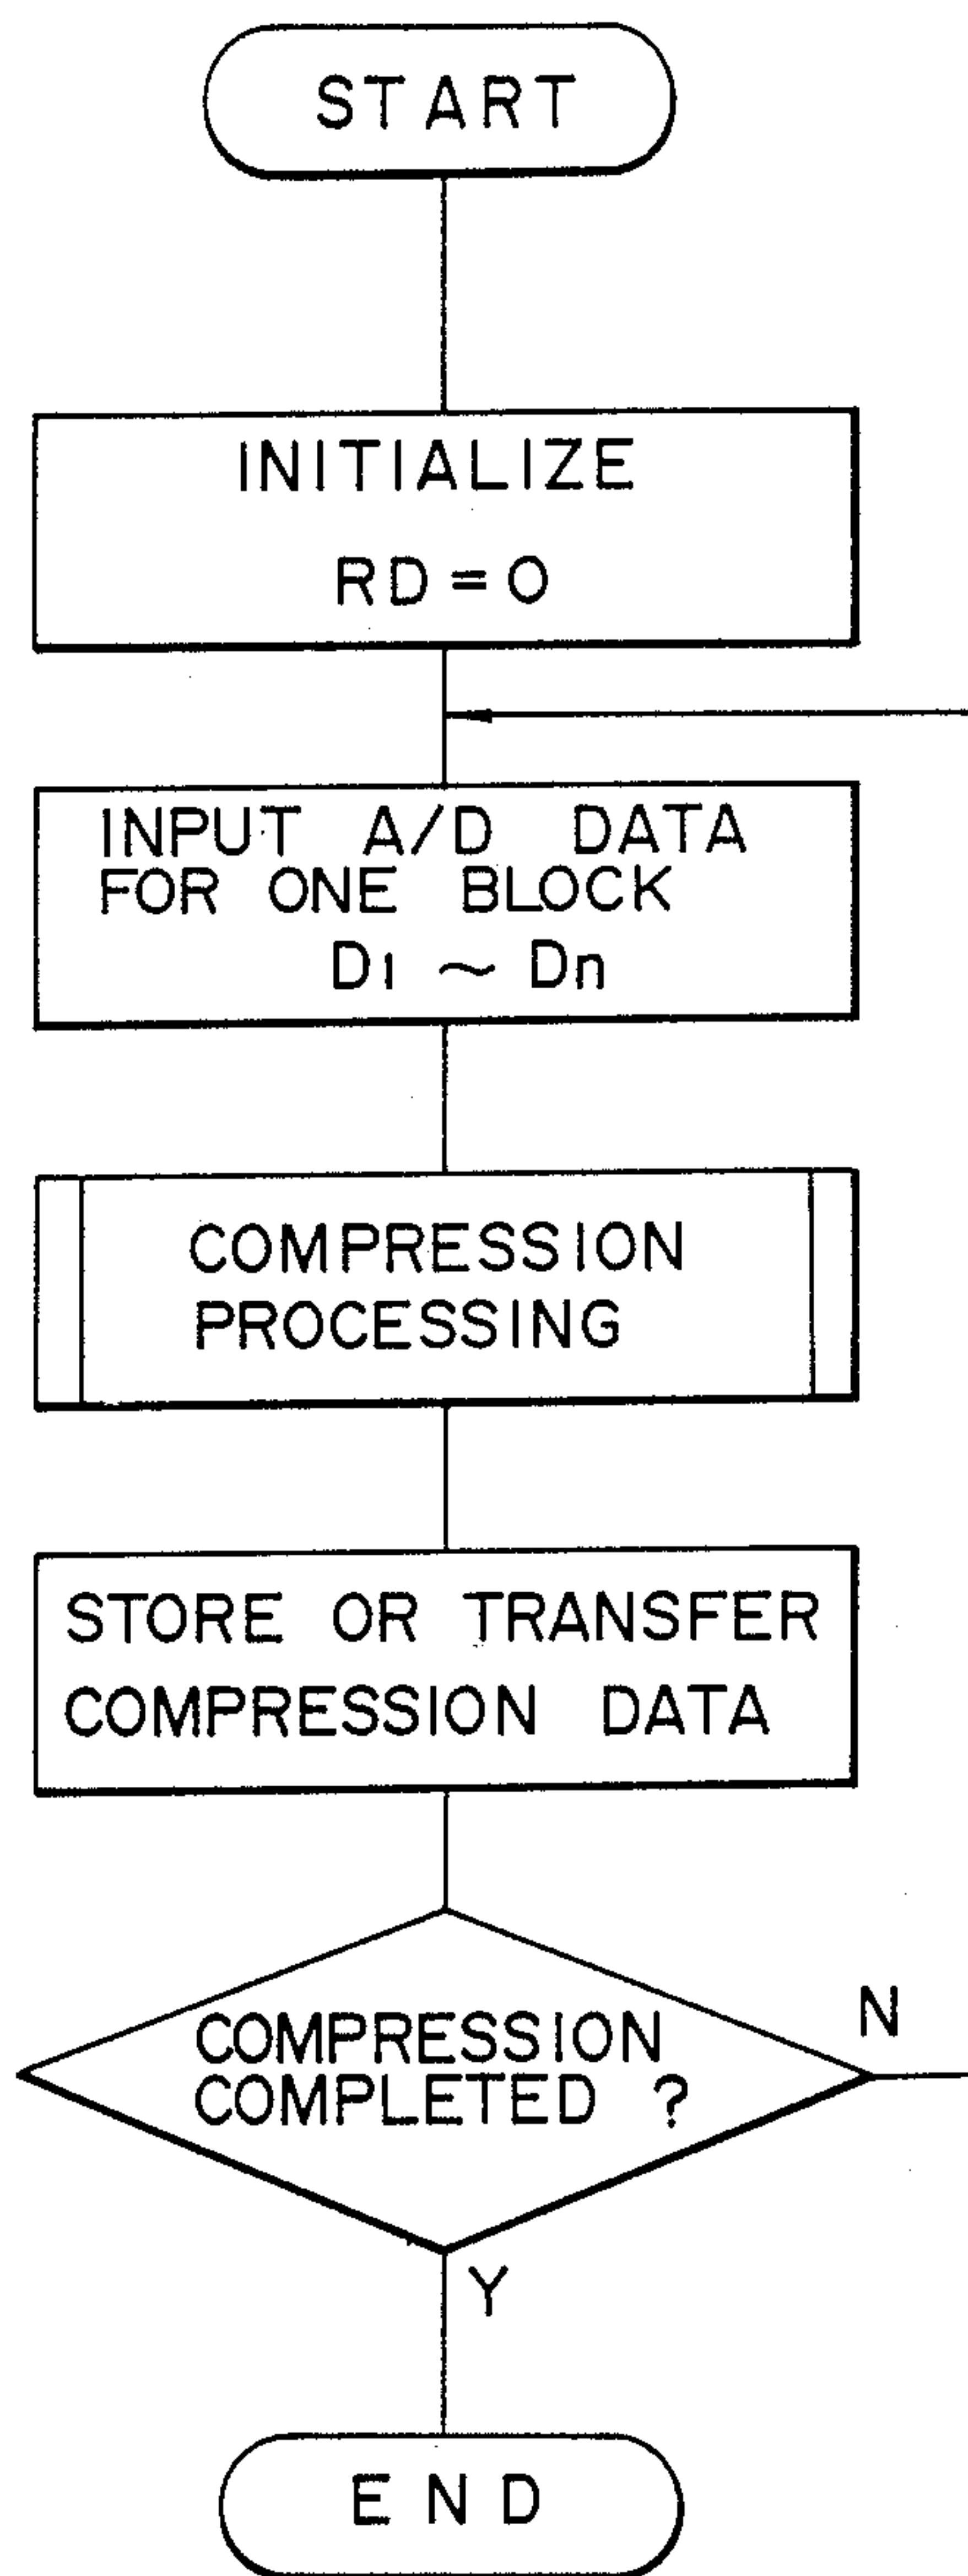 START
INITIALIZE
RD = 0
INPUT A/D DATA
FOR ONE BLOCK
D1 ~ Dn
COMPRESSION
PROCESSING
STORE OR TRANSFER
COMPRESSION DATA
COMPRESSION
COMPLETED ?
N
Y
END